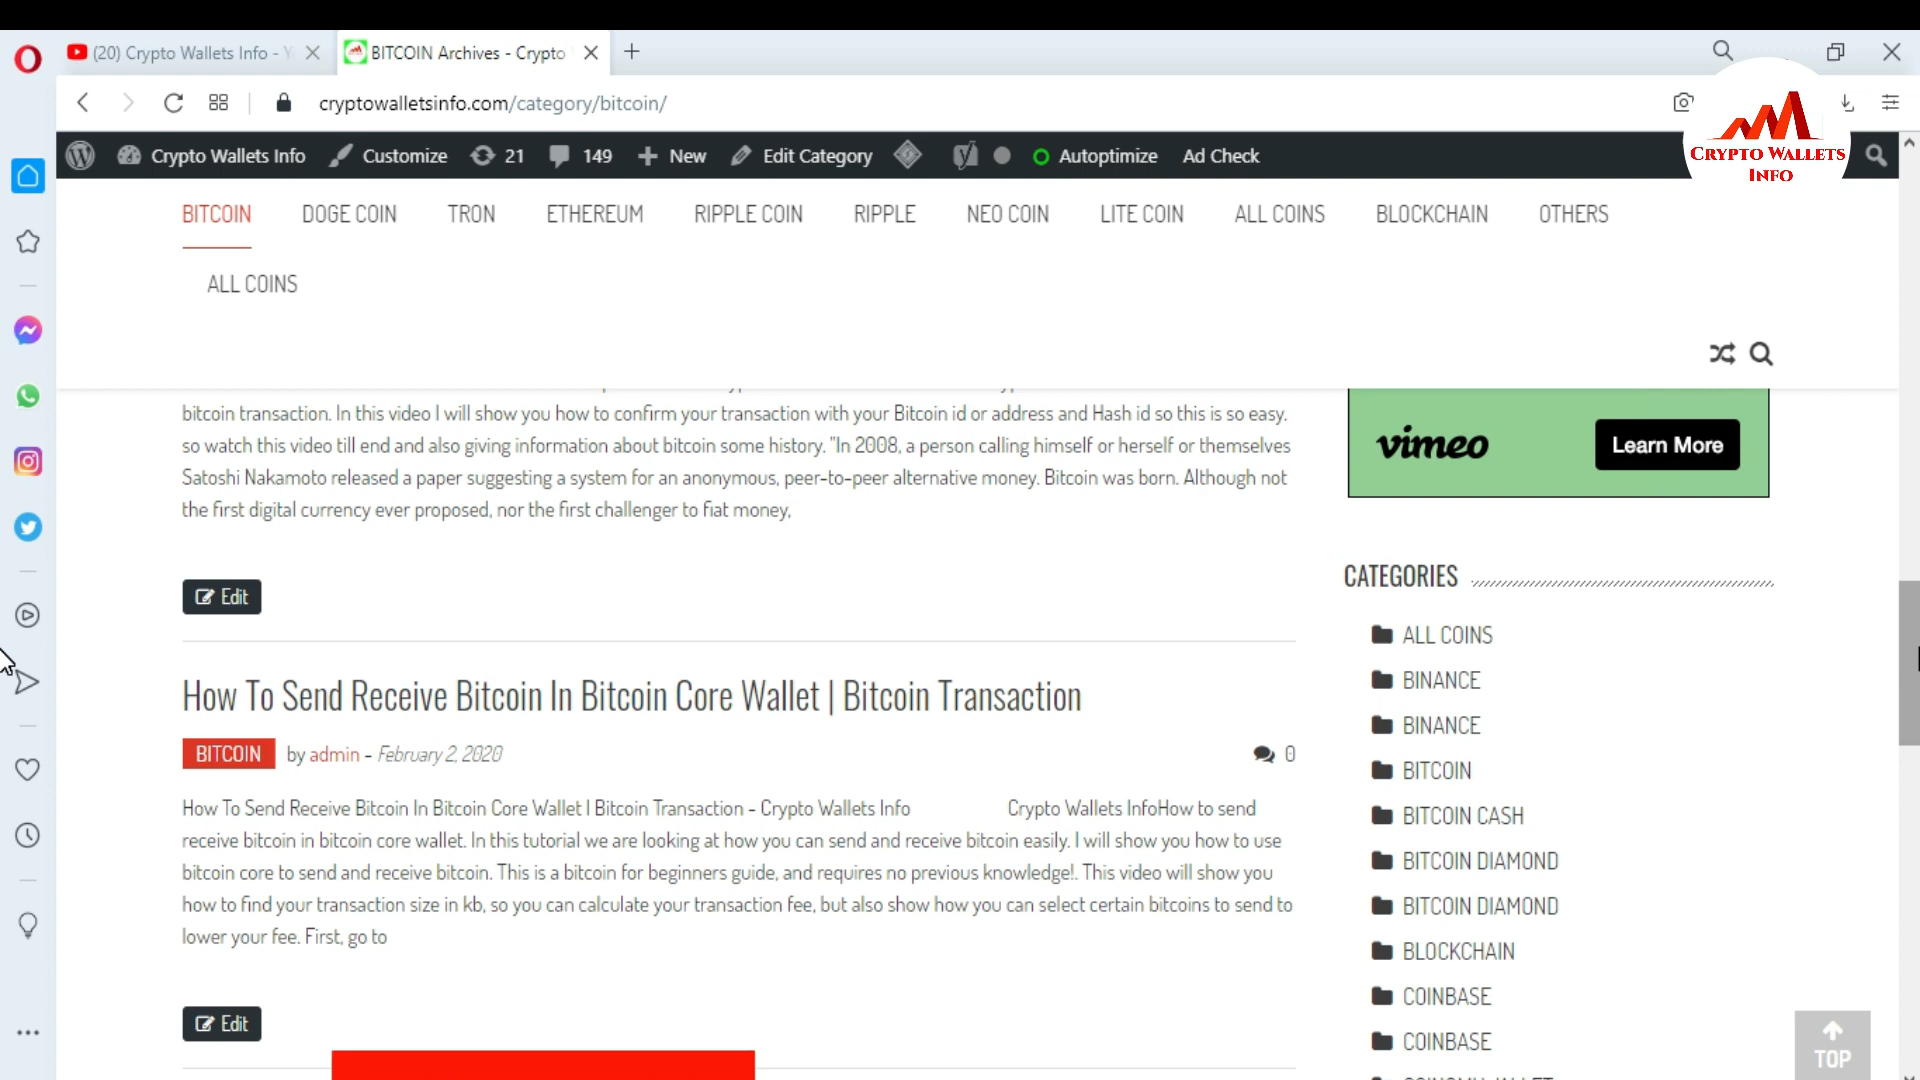 (20) Crypto Wallets Info - Y
BITCOIN Archives - Crypto
cryptowalletsinfo.com/category/bitcoin/
CRYPTO WALLETS
INFO
Crypto Wallets Info Customize 21 149 New Edit Category Autoptimize Ad Check
BITCOIN DOGE COIN TRON ETHEREUM RIPPLE COIN RIPPLE NEO COIN LITE COIN ALL COINS BLOCKCHAIN OTHERS
ALL COINS
bitcoin transaction. In this video I will show you how to confirm your transaction with your Bitcoin id or address and Hash id so this is so easy.
so watch this video till end and also giving information about bitcoin some history. "In 2008, a person calling himself or herself or themselves
Satoshi Nakamoto released a paper suggesting a system for an anonymous, peer-to-peer alternative money. Bitcoin was born. Although not
the first digital currency ever proposed, nor the first challenger to fiat money,
Edit
How To Send Receive Bitcoin In Bitcoin Core Wallet | Bitcoin Transaction
BITCOIN by admin - February 2, 2020 0
How To Send Receive Bitcoin In Bitcoin Core Wallet | Bitcoin Transaction - Crypto Wallets Info Crypto Wallets InfoHow to send
receive bitcoin in bitcoin core wallet. In this tutorial we are looking at how you can send and receive bitcoin easily. I will show you how to use
bitcoin core to send and receive bitcoin. This is a bitcoin for beginners guide, and requires no previous knowledge!. This video will show you
how to find your transaction size in kb, so you can calculate your transaction fee, but also show how you can select certain bitcoins to send to
lower your fee. First, go to
Edit
vimeo Learn More
CATEGORIES
ALL COINS
BINANCE
BINANCE
BITCOIN
BITCOIN CASH
BITCOIN DIAMOND
BITCOIN DIAMOND
BLOCKCHAIN
COINBASE
COINBASE
TOP